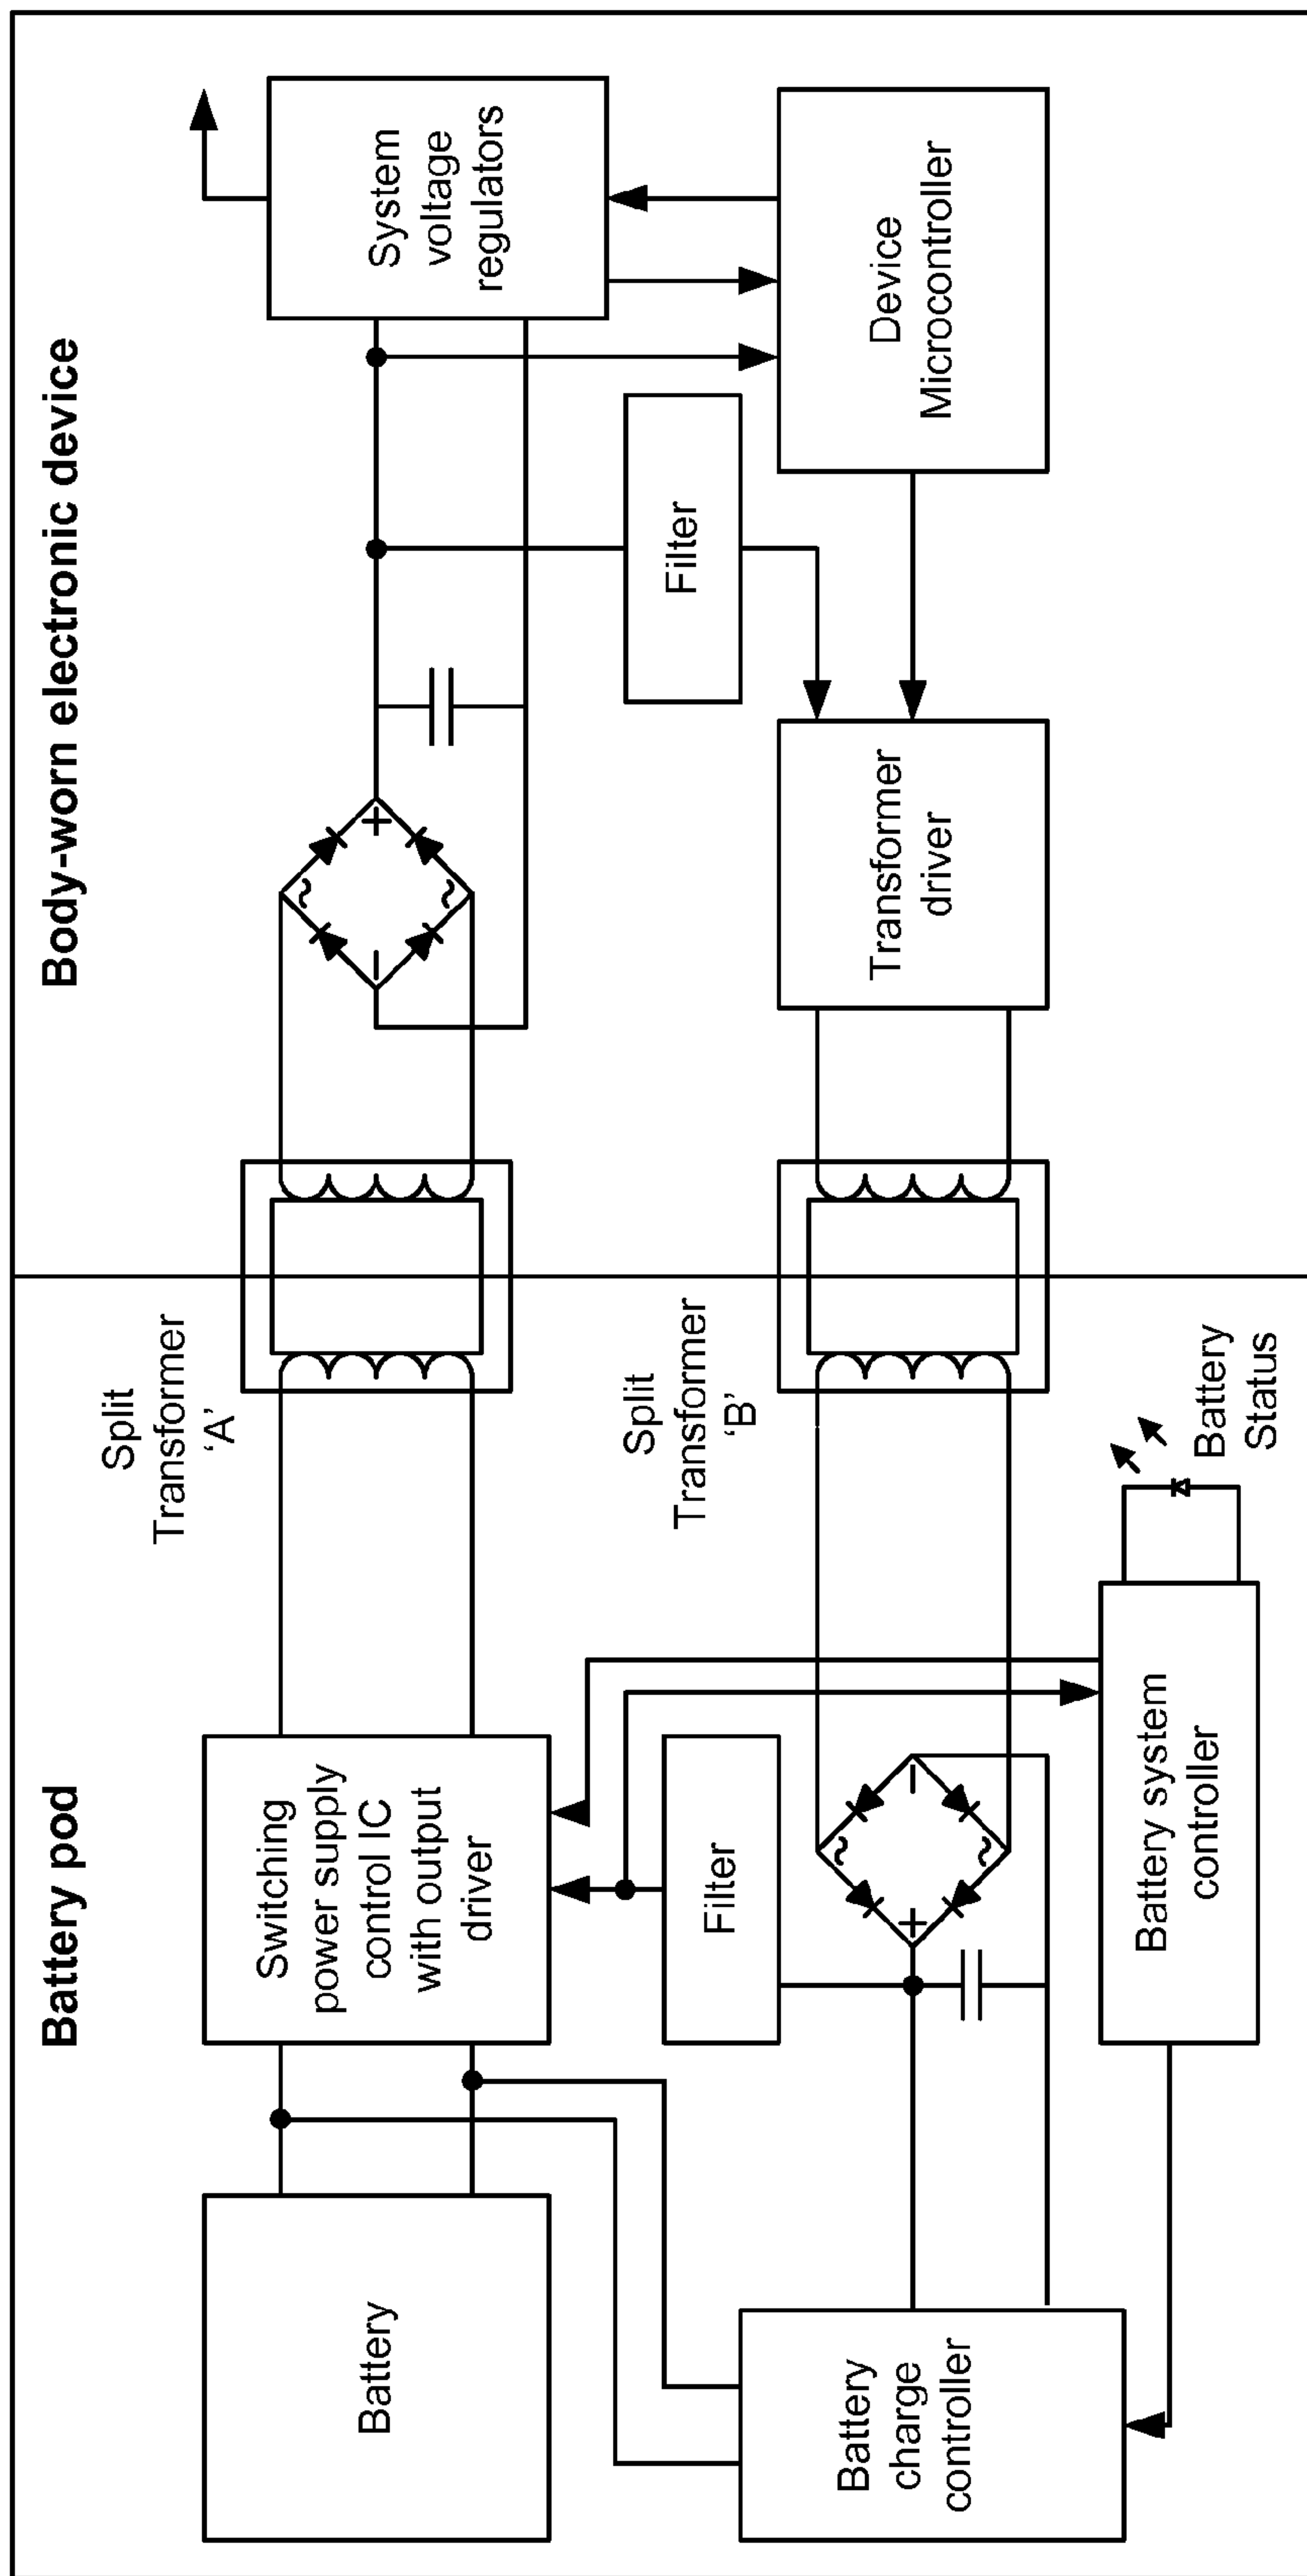 Battery pod
Body-worn electronic device
Split
Transformer
‘A’
Battery
Switching
power supply
control IC
with output
driver
System
voltage
regulators
Split
Transformer
‘B’
Filter
Filter
Battery
charge
controller
Transformer
driver
Device
Microcontroller
Battery system
controller
Battery
Status